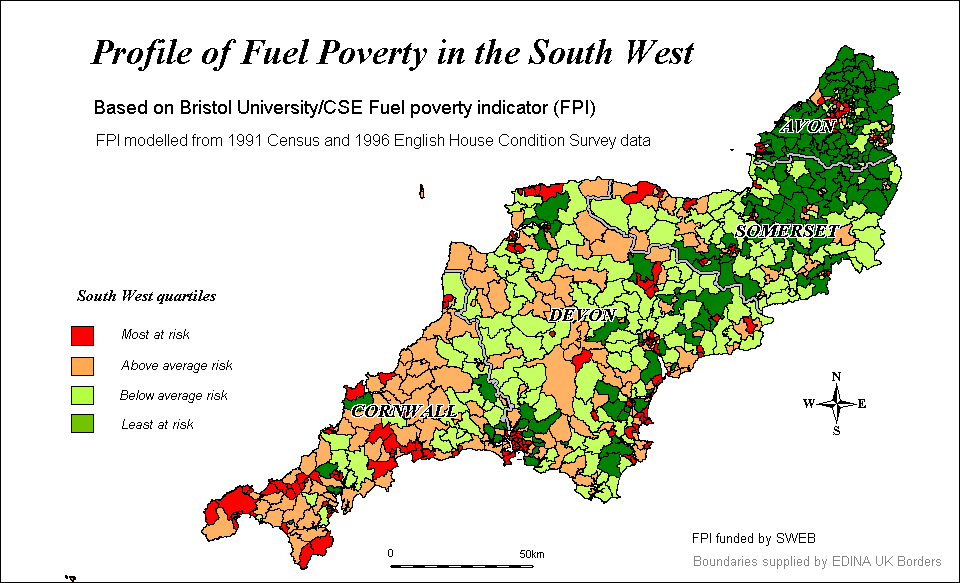 Profile of Fuel Poverty in the South West
Based on Bristol University/CSE Fuel poverty indicator (FPI)
FPI modelled from 1991 Census and 1996 English House Condition Survey data
AVON
SOMERSET
DEVON
CORNWALL
South West quartiles
Most at risk
Above average risk
Below average risk
Least at risk
N
W E
S
0 50km
FPI funded by SWEB
Boundaries supplied by EDINA UK Borders